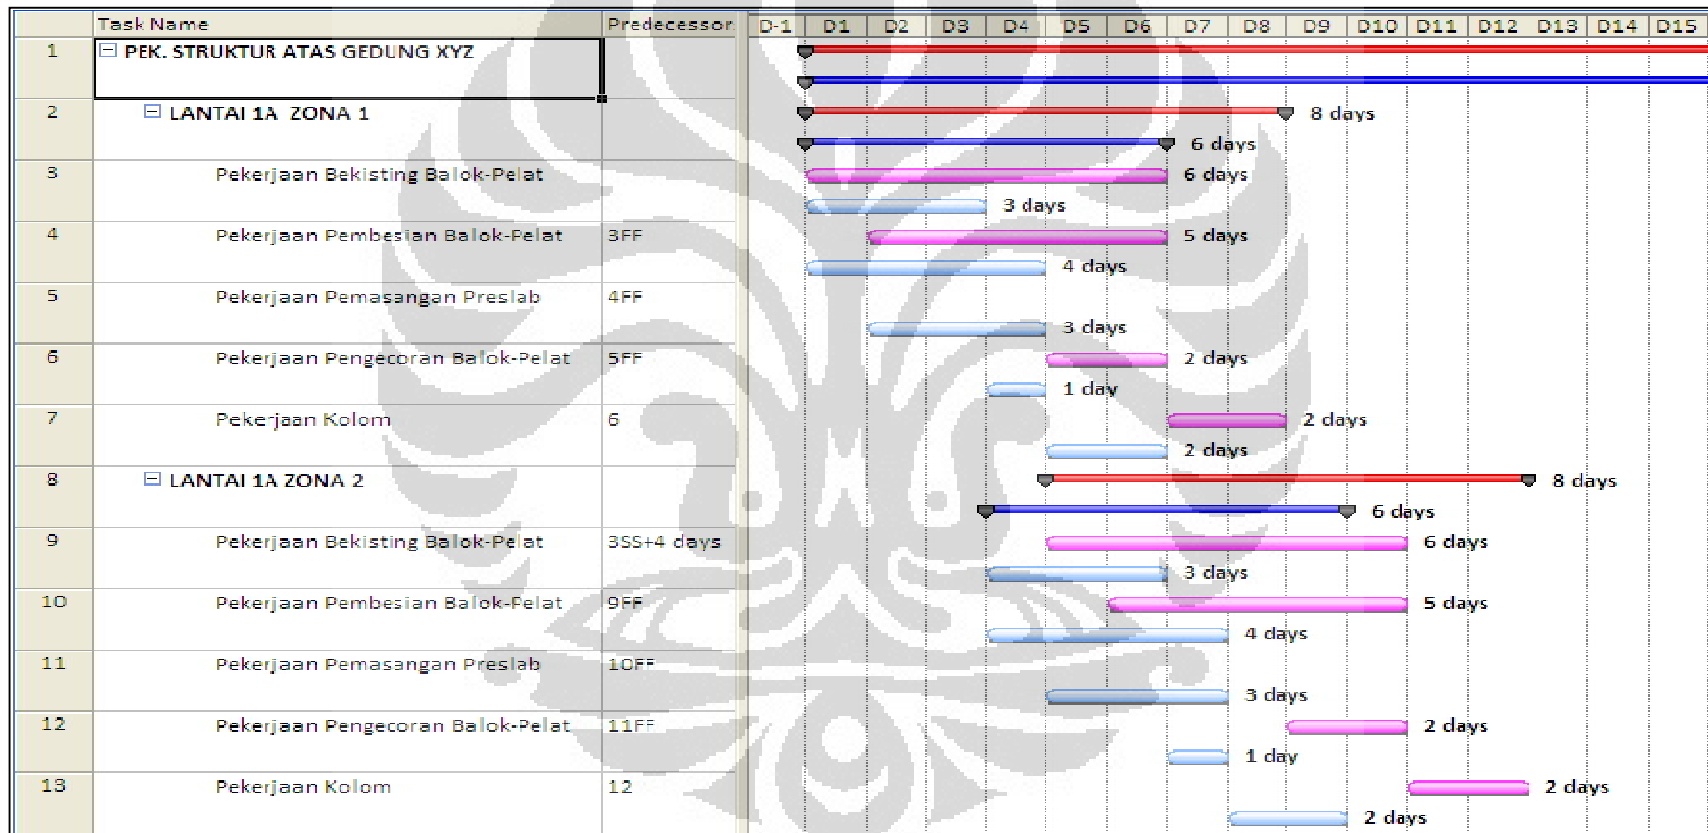 Task Name Predecessor D-1 D1 D2 D3 D4 D5 D6 D7 D8 D9 D10 D11 D12 D13 D14 D15
1 PEK. STRUKTUR ATAS GEDUNG XYZ
2 LANTAI 1A ZONA 1 8 days
6 days
3 Pekerjaan Bekisting Balok-Pelat 6 days
3 days
4 Pekerjaan Pembesian Balok-Pelat 3FF 5 days
4 days
5 Pekerjaan Pemasangan Preslab 4FF
3 days
6 Pekerjaan Pengecoran Balok-Pelat 5FF 2 days
1 day
7 Pekerjaan Kolom 6 2 days
2 days
8 LANTAI 1A ZONA 2 8 days
6 days
9 Pekerjaan Bekisting Balok-Pelat 3SS+4 days 6 days
3 days
10 Pekerjaan Pembesian Balok-Pelat 9FF 5 days
4 days
11 Pekerjaan Pemasangan Preslab 10FF
3 days
12 Pekerjaan Pengecoran Balok-Pelat 11FF 2 days
1 day
13 Pekerjaan Kolom 12 2 days
2 days